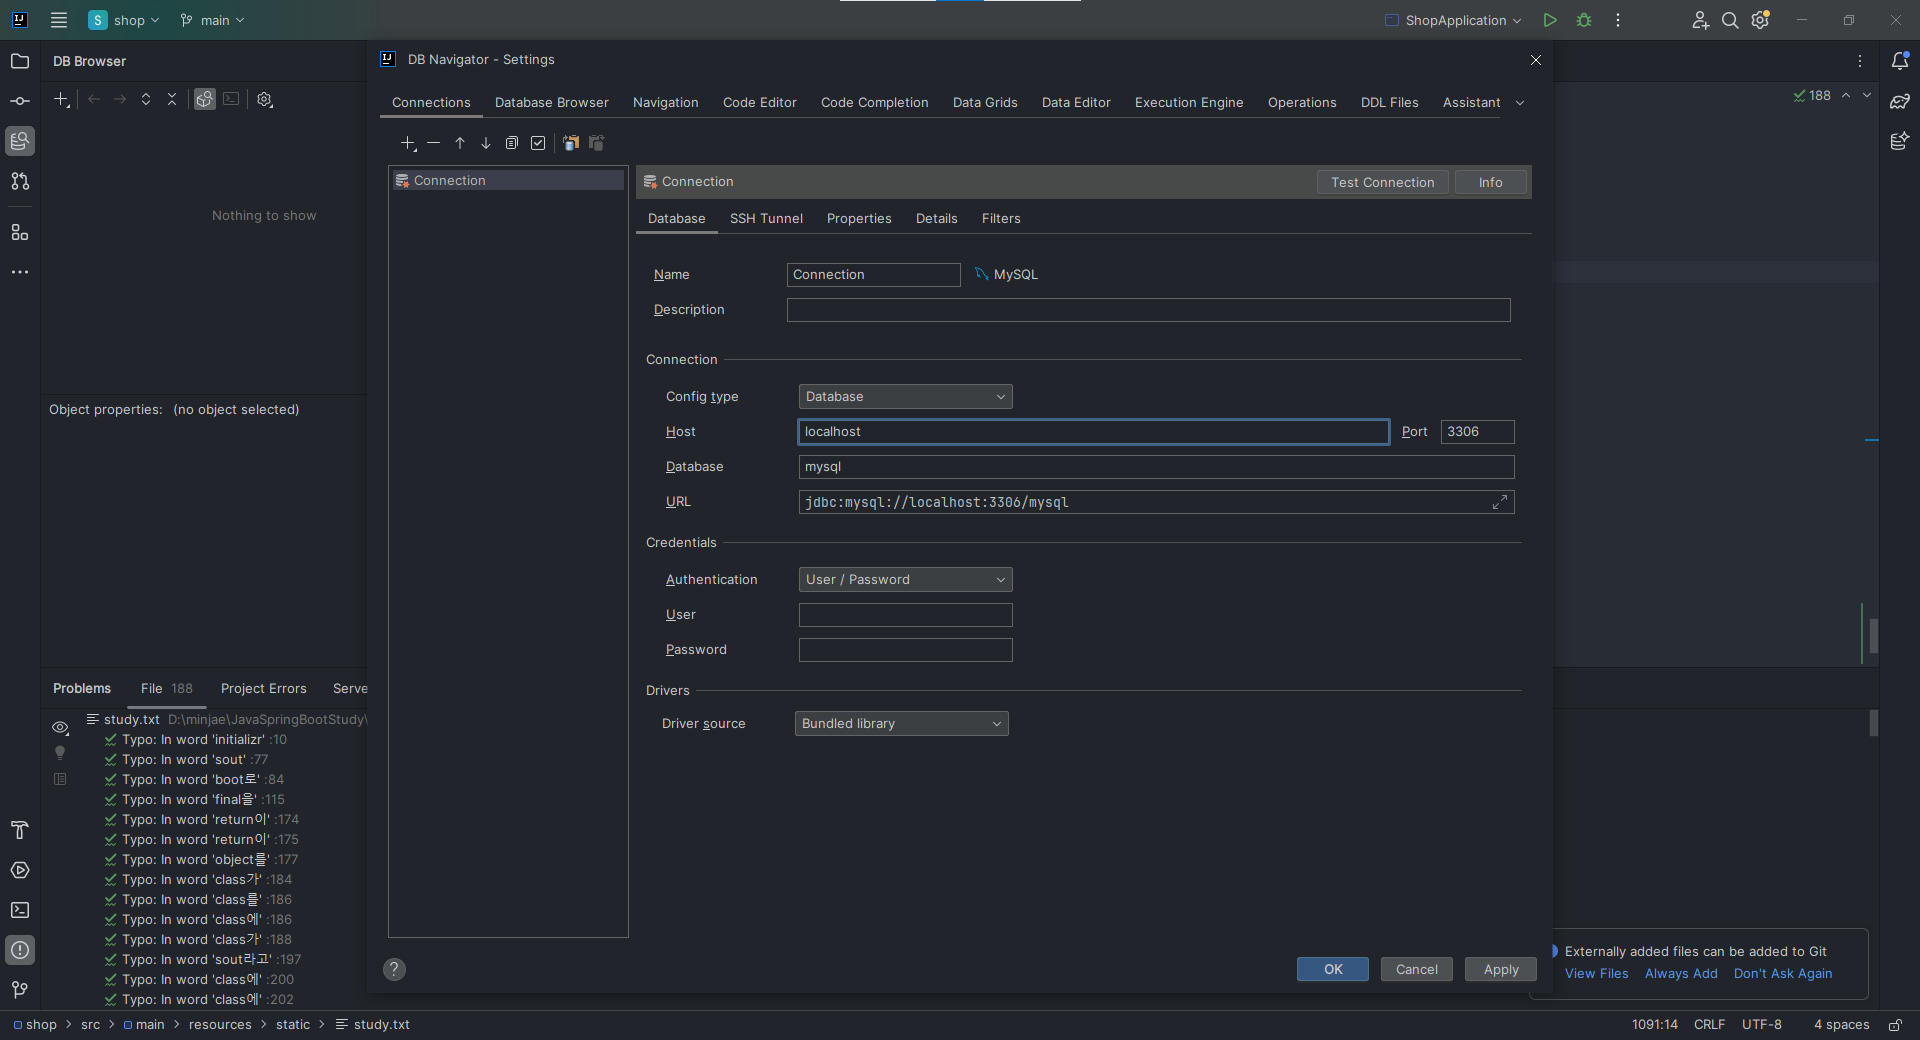 S shop main ShopApplication
DB Browser
188
Nothing to show
Object properties: (no object selected)
DB Navigator - Settings
Connections Database Browser Navigation Code Editor Code Completion Data Grids Data Editor Execution Engine Operations DDL Files Assistant
Connection
Connection Test Connection Info
Database SSH Tunnel Properties Details Filters
Name Connection MySQL
Description
Connection
Config type Database
Host localhost Port 3306
Database mysql
URL jdbc:mysql://localhost:3306/mysql
Credentials
Authentication User / Password
User
Password
Drivers
Driver source Bundled library
OK Cancel Apply
Problems File 188 Project Errors Serve
study.txt D:\minjae\JavaSpringBootStudy\
Typo: In word 'initializr' :10
Typo: In word 'sout' :77
Typo: In word 'boot로' :84
Typo: In word 'final을' :115
Typo: In word 'return이' :174
Typo: In word 'return이' :175
Typo: In word 'object를' :177
Typo: In word 'class가' :184
Typo: In word 'class를' :186
Typo: In word 'class에' :186
Typo: In word 'class가' :188
Typo: In word 'sout라고' :197
Typo: In word 'class에' :200
Typo: In word 'class에' :202
Externally added files can be added to Git
View Files Always Add Don't Ask Again
shop > src > main > resources > static > study.txt 1091:14 CRLF UTF-8 4 spaces